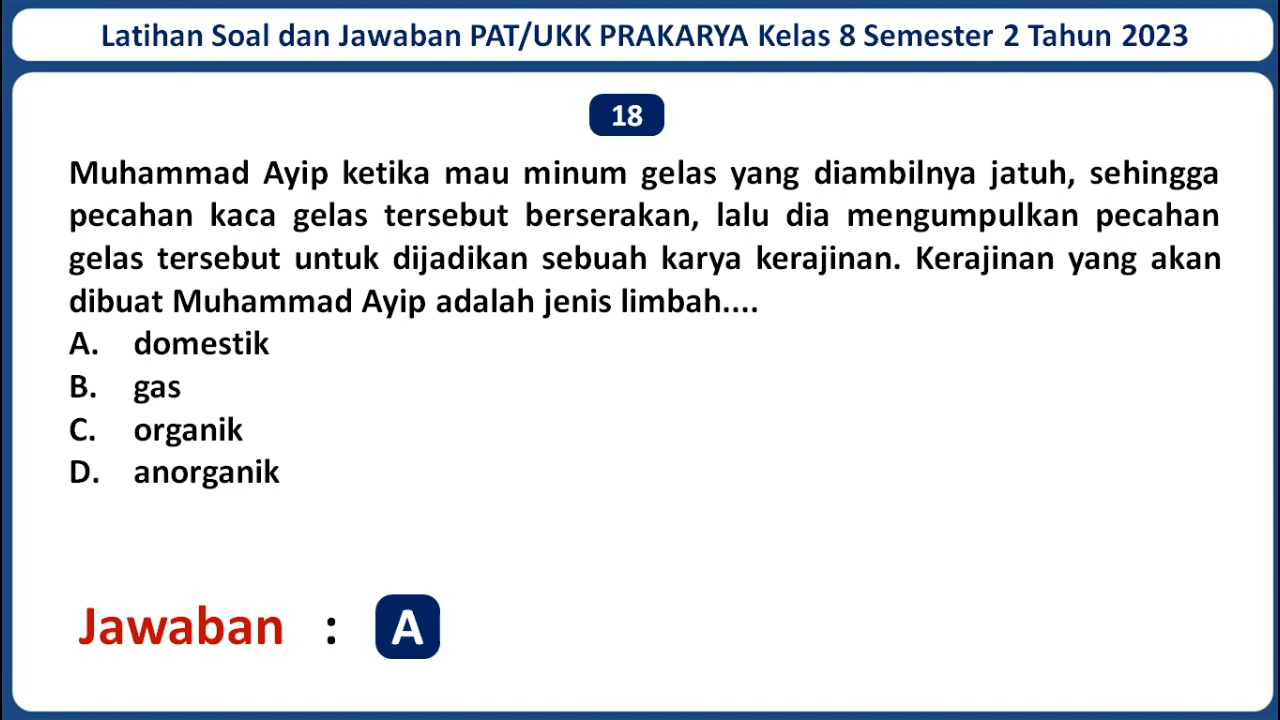 Latihan Soal dan Jawaban PAT/UKK PRAKARYA Kelas 8 Semester 2 Tahun 2023
18
Muhammad Ayip ketika mau minum gelas yang diambilnya jatuh, sehingga
pecahan kaca gelas tersebut berserakan, lalu dia mengumpulkan pecahan
gelas tersebut untuk dijadikan sebuah karya kerajinan. Kerajinan yang akan
dibuat Muhammad Ayip adalah jenis limbah....
A. domestik
B. gas
C. organik
D. anorganik
Jawaban : A